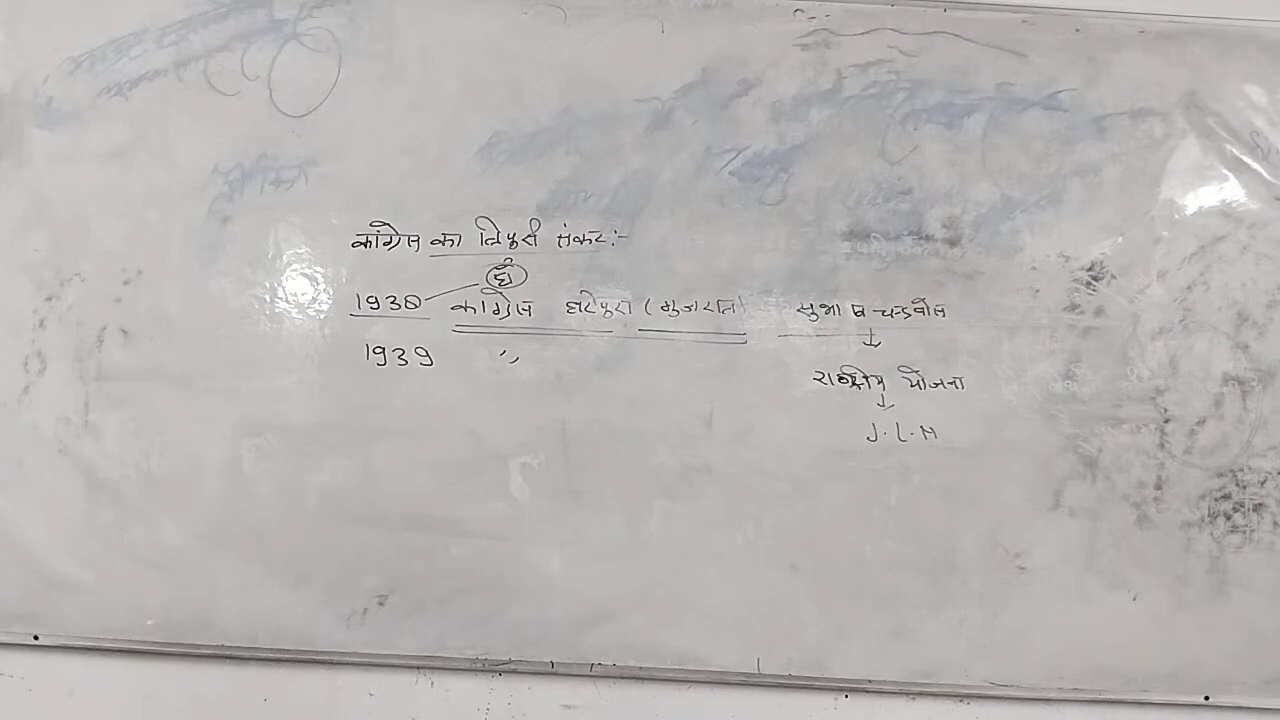 कांग्रेस का त्रिपुरी संकट:-
1938 कांग्रेस हरिपुरा (गुजरात) सुभाष चन्द्र बोस
1939 ,,
राष्ट्रीय योजना
J.L.N